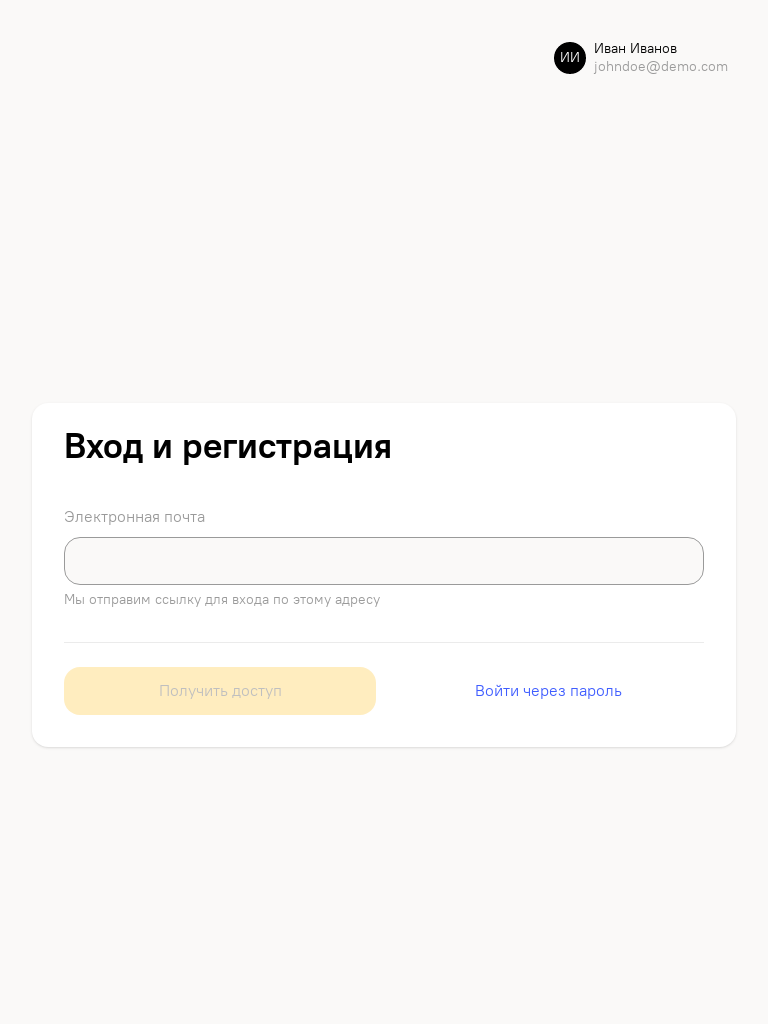 ИИ
Иван Иванов
johndoe@demo.com
Вход и регистрация
Электронная почта
Мы отправим ссылку для входа по этому адресу
Получить доступ
Войти через пароль